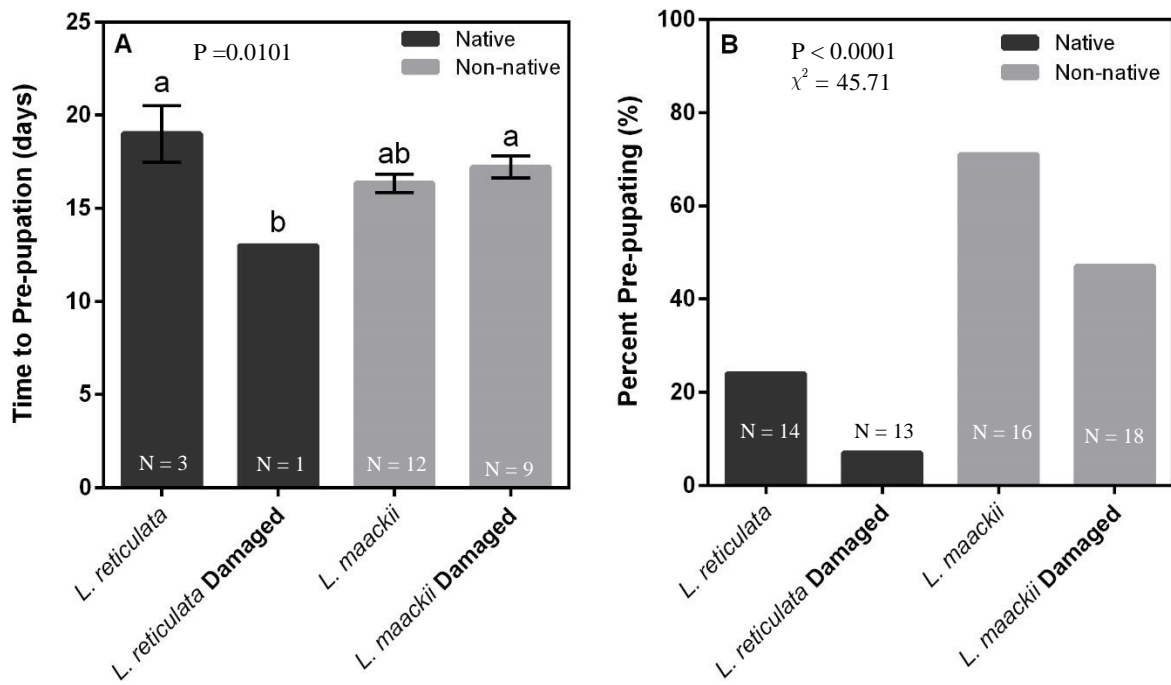 A
P =0.0101
Native
Non-native
Time to Pre-pupation (days)
25
20
15
10
5
0
a
b
ab
a
N = 3
N = 1
N = 12
N = 9
L. reticulata
L. reticulata Damaged
L. maackii
L. maackii Damaged
B
P < 0.0001
χ² = 45.71
Native
Non-native
Percent Pre-pupating (%)
100
80
60
40
20
0
N = 14
N = 13
N = 16
N = 18
L. reticulata
L. reticulata Damaged
L. maackii
L. maackii Damaged